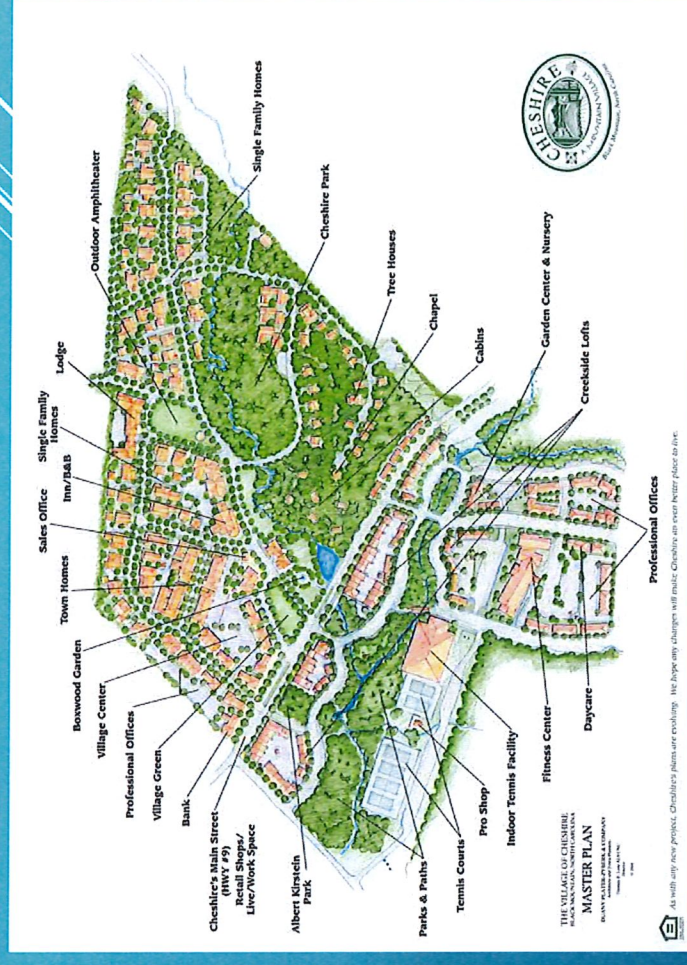 Outdoor Amphitheater
Single Family Homes
Lodge
Single Family
Homes
Inn/B&B
Sales Office
Town Homes
Boxwood Garden
Village Center
Professional Offices
Village Green
Bank
Cheshire's Main Street
(HWY #9)
Retail Shops/
Live/Work Space
Albert Kirstein
Park
Parks & Paths
Tennis Courts
Pro Shop
Indoor Tennis Facility
Fitness Center
Daycare
Professional Offices
Creekside Lofts
Garden Center & Nursery
Cabins
Chapel
Tree Houses
Cheshire Park
CHESHIRE
A MOUNTAIN VILLAGE
Black Mountain, North Carolina
THE VILLAGE OF CHESHIRE
BLACK MOUNTAIN, NORTH CAROLINA
MASTER PLAN
DUANY PLATER-ZYBERK & COMPANY
As with any new project, Cheshire's plans are evolving. We hope any changes will make Cheshire an even better place to live.